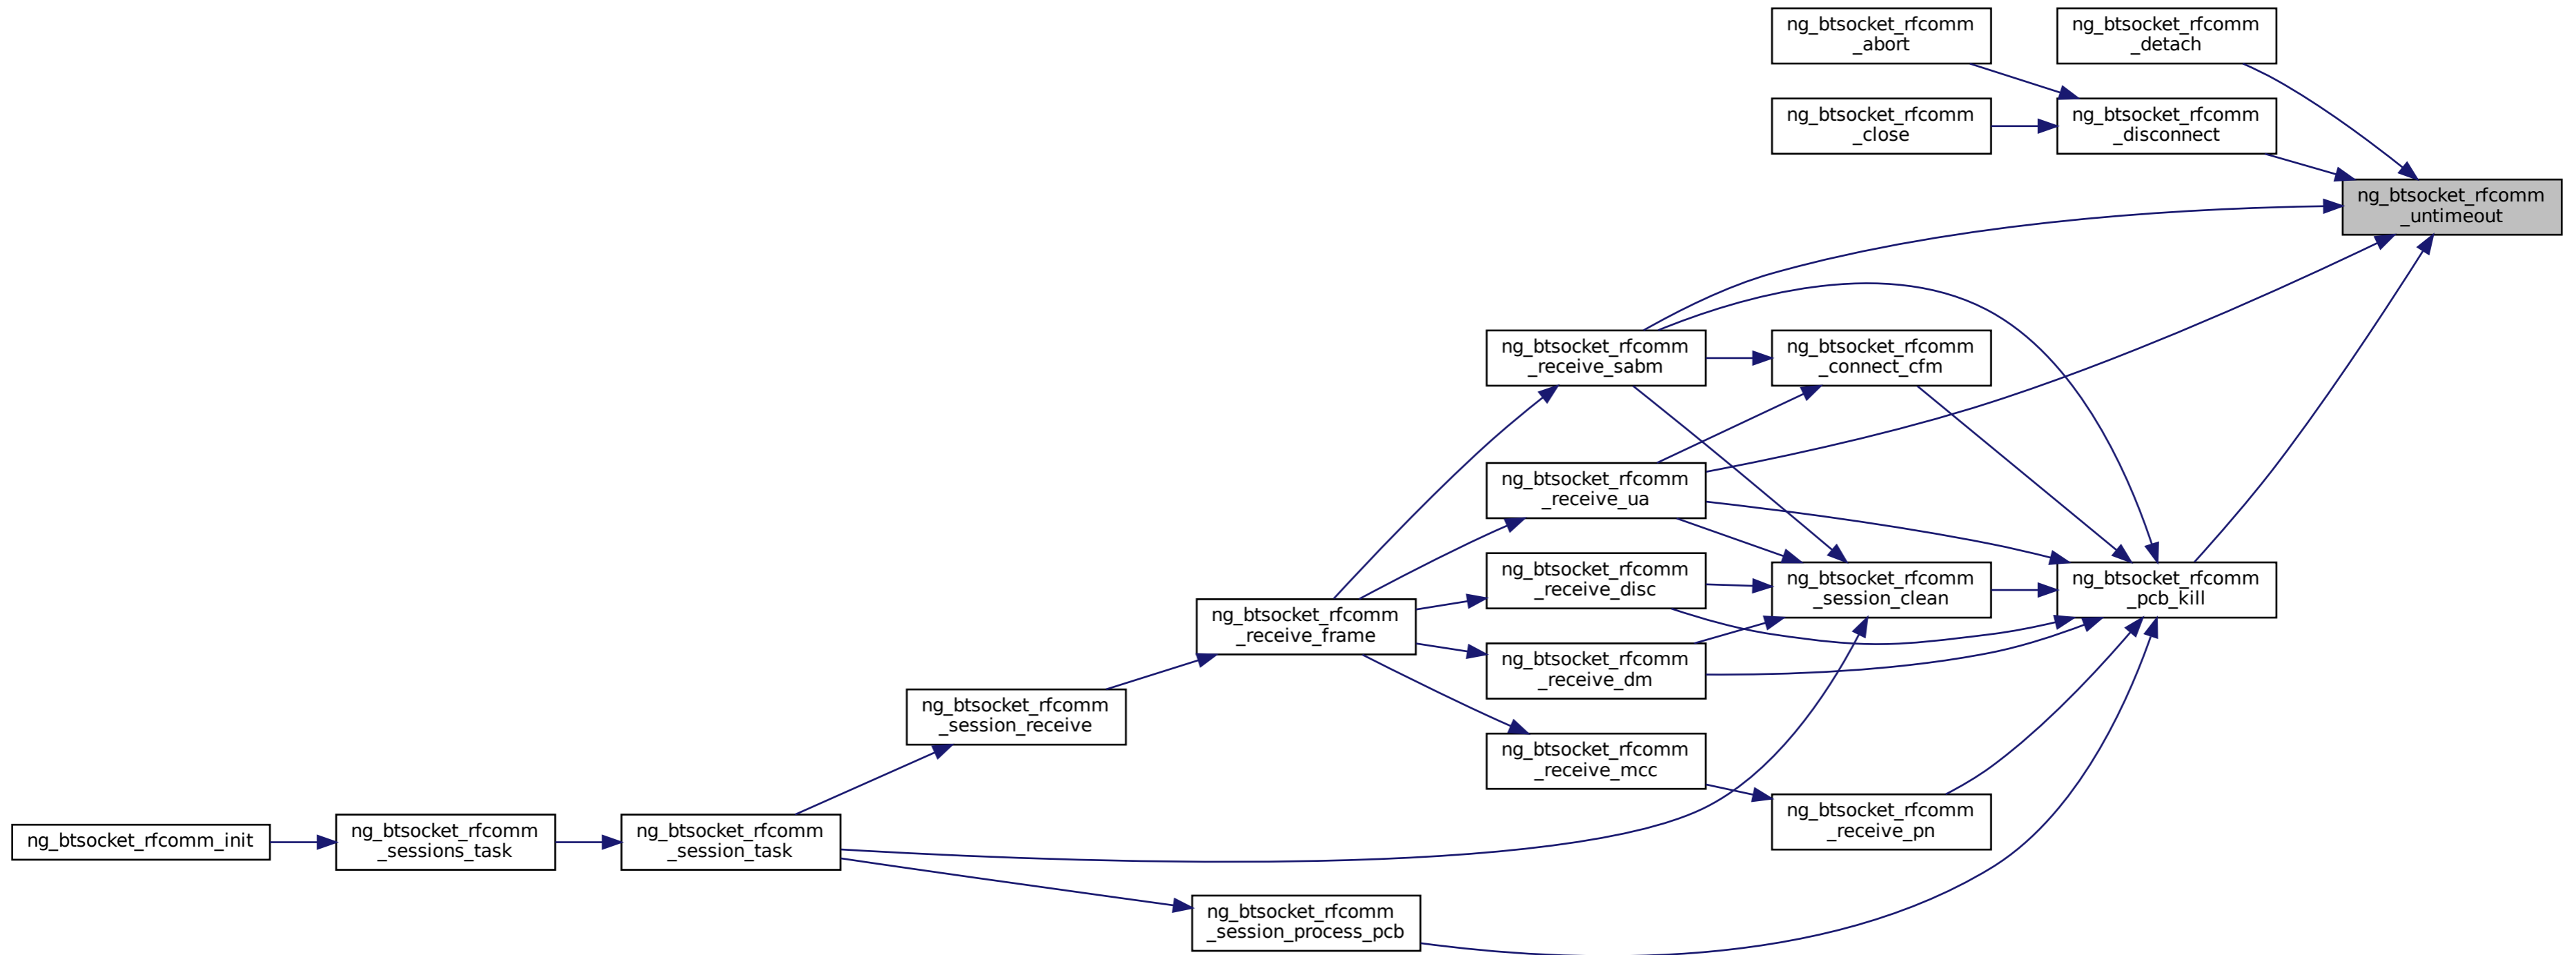 ng_btsocket_rfcomm
_abort
ng_btsocket_rfcomm
_detach
ng_btsocket_rfcomm
_close
ng_btsocket_rfcomm
_disconnect
ng_btsocket_rfcomm
_untimeout
ng_btsocket_rfcomm
_receive_sabm
ng_btsocket_rfcomm
_connect_cfm
ng_btsocket_rfcomm
_receive_ua
ng_btsocket_rfcomm
_receive_disc
ng_btsocket_rfcomm
_session_clean
ng_btsocket_rfcomm
_pcb_kill
ng_btsocket_rfcomm
_receive_frame
ng_btsocket_rfcomm
_receive_dm
ng_btsocket_rfcomm
_session_receive
ng_btsocket_rfcomm
_receive_mcc
ng_btsocket_rfcomm
_receive_pn
ng_btsocket_rfcomm_init
ng_btsocket_rfcomm
_sessions_task
ng_btsocket_rfcomm
_session_task
ng_btsocket_rfcomm
_session_process_pcb